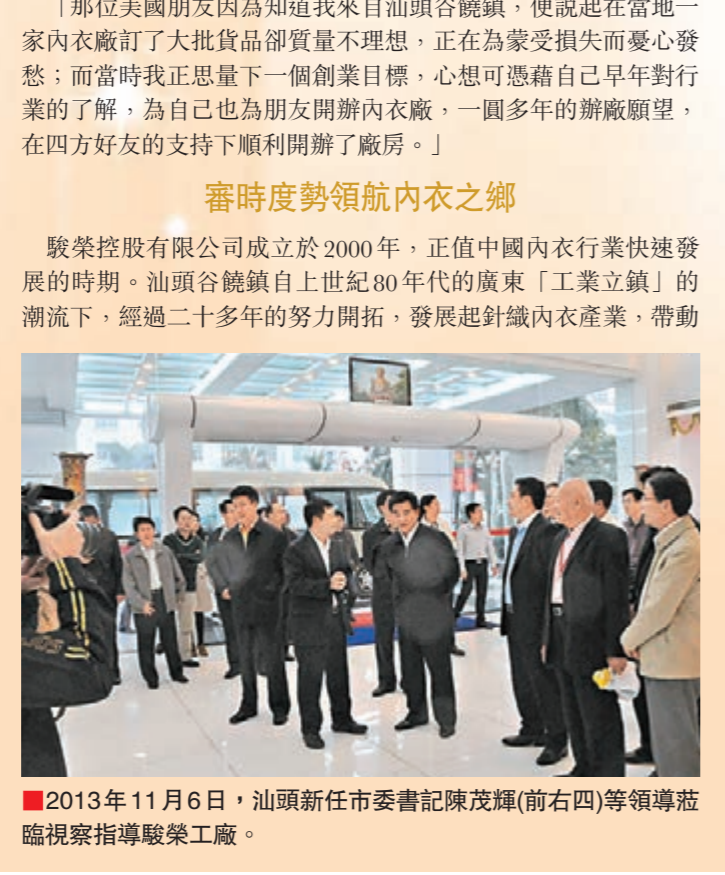 「那位美國朋友因為知道我來自汕頭谷饒鎮，便說起在當地一
家內衣廠訂了大批貨品卻質量不理想，正在為蒙受損失而憂心發
愁；而當時我正思量下一個創業目標，心想可憑藉自己早年對行
業的了解，為自己也為朋友開辦內衣廠，一圓多年的辦廠願望，
在四方好友的支持下順利開辦了廠房。」
審時度勢領航內衣之鄉
駿榮控股有限公司成立於2000年，正值中國內衣行業快速發
展的時期。汕頭谷饒鎮自上世紀80年代的廣東「工業立鎮」的
潮流下，經過二十多年的努力開拓，發展起針織內衣產業，帶動
■2013年11月6日，汕頭新任市委書記陳茂輝(前右四)等領導蒞
臨視察指導駿榮工廠。